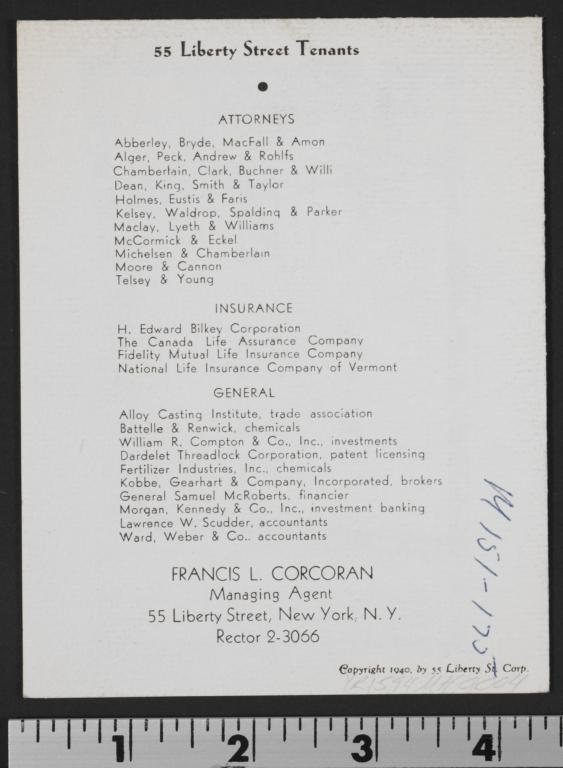 55 Liberty Street Tenants
ATTORNEYS
Abberley, Bryde, MacFall & Amon
Alger, Peck, Andrew & Rohlfs
Chamberlain, Clark, Buchner & Willi
Dean, King, Smith & Taylor
Holmes, Eustis & Faris
Kelsey, Waldrop, Spalding & Parker
Maclay, Lyeth & Williams
McCormick & Eckel
Michelsen & Chamberlain
Moore & Cannon
Telsey & Young
INSURANCE
H. Edward Bilkey Corporation
The Canada Life Assurance Company
Fidelity Mutual Life Insurance Company
National Life Insurance Company of Vermont
GENERAL
Alloy Casting Institute, trade association
Battelle & Renwick, chemicals
William R. Compton & Co., Inc., investments
Dardelet Threadlock Corporation, patent licensing
Fertilizer Industries, Inc., chemicals
Kobbe, Gearhart & Company, Incorporated, brokers
General Samuel McRoberts, financier
Morgan, Kennedy & Co., Inc., investment banking
Lawrence W. Scudder, accountants
Ward, Weber & Co., accountants
FRANCIS L. CORCORAN
Managing Agent
55 Liberty Street, New York, N. Y.
Rector 2-3066
Copyright 1940, by 55 Liberty St. Corp.
1 2 3 4